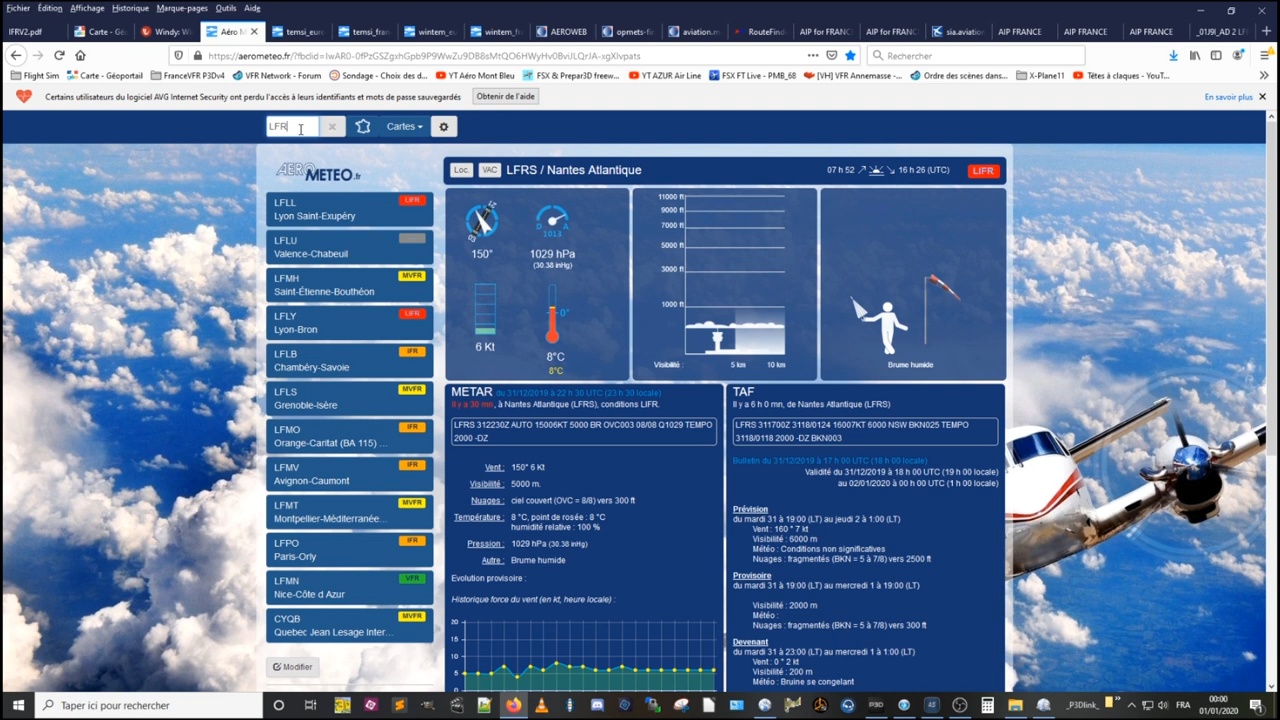 Fichier Édition Affichage Historique Marque-pages Outils Aide
IFRV2.pdf Carte - Géo Windy: Wi Aéro M temsi_euro temsi_fran wintem_eu wintem_fr AEROWEB opmets-fir aviation.m RouteFind AIP for FRANC AIP for FRANC sia.aviation AIP FRANCE AIP FRANCE _01J9I_AD 2 LF
https://aerometeo.fr/?fbclid=IwAR0-0fPzGSZgxhGpb9P9WwZu9DB8sMtQO6HWyHv0BviJLQrJA-xgXlvpats
Rechercher
Flight Sim Carte - Géoportail FranceVFR P3Dv4 VFR Network - Forum Sondage - Choix des d... YT Aéro Mont Bleu FSX & Prepar3D freew... YT AZUR Air Line FSX FT Live - PMB_68 [VH] VFR Annemasse -... Ordre des scènes dans... X-Plane11 Têtes à claques - YouT...
Certains utilisateurs du logiciel AVG Internet Security ont perdu l'accès à leurs identifiants et mots de passe sauvegardés
Obtenir de l'aide
En savoir plus
LFR
Cartes
AERO METEO.fr
LFLL LIFR
Lyon Saint-Exupéry
LFLU
Valence-Chabeuil
LFMH MVFR
Saint-Étienne-Bouthéon
LFLY LIFR
Lyon-Bron
LFLB IFR
Chambéry-Savoie
LFLS MVFR
Grenoble-Isère
LFMO IFR
Orange-Caritat (BA 115) ...
LFMV IFR
Avignon-Caumont
LFMT MVFR
Montpellier-Méditerranée...
LFPO IFR
Paris-Orly
LFMN VFR
Nice-Côte d Azur
CYQB MVFR
Quebec Jean Lesage Inter...
Modifier
Loc. VAC LFRS / Nantes Atlantique
07 h 52 16 h 26 (UTC) LIFR
21
03
150°
D A
1013
1029 hPa
(30.38 inHg)
6 Kt
0°
8°C
8°C
11000 ft
9000 ft
7000 ft
5000 ft
3000 ft
1000 ft
Visibilité : 5 km 10 km
Brume humide
METAR du 31/12/2019 à 22 h 30 UTC (23 h 30 locale)
Il y a 30 mn, à Nantes Atlantique (LFRS), conditions LIFR.
LFRS 312230Z AUTO 15006KT 5000 BR OVC003 08/08 Q1029 TEMPO
2000 -DZ
Vent : 150° 6 Kt
Visibilité : 5000 m.
Nuages : ciel couvert (OVC = 8/8) vers 300 ft
Température : 8 °C, point de rosée : 8 °C
humidité relative : 100 %
Pression : 1029 hPa (30.38 inHg)
Autre : Brume humide
Evolution provisoire :
Historique force du vent (en kt, heure locale) :
20
15
10
5
0
TAF
Il y a 6 h 0 mn, de Nantes Atlantique (LFRS)
LFRS 311700Z 3118/0124 16007KT 6000 NSW BKN025 TEMPO
3118/0118 2000 -DZ BKN003
Bulletin du 31/12/2019 à 17 h 00 UTC (18 h 00 locale)
Validité du 31/12/2019 à 18 h 00 UTC (19 h 00 locale)
au 02/01/2020 à 00 h 00 UTC (1 h 00 locale)
Prévision
du mardi 31 à 19:00 (LT) au jeudi 2 à 1:00 (LT)
Vent : 160 ° 7 kt
Visibilité : 6000 m
Météo : Conditions non significatives
Nuages : fragmentés (BKN = 5 à 7/8) vers 2500 ft
Provisoire
du mardi 31 à 19:00 (LT) au mercredi 1 à 19:00 (LT)
Visibilité : 2000 m
Météo :
Nuages : fragmentés (BKN = 5 à 7/8) vers 300 ft
Devenant
du mardi 31 à 23:00 (LT) au mercredi 1 à 1:00 (LT)
Vent : 0 ° 2 kt
Visibilité : 200 m
Météo : Bruine se congelant
Taper ici pour rechercher
P3D
_P3Dlink_
FRA
00:00
01/01/2020